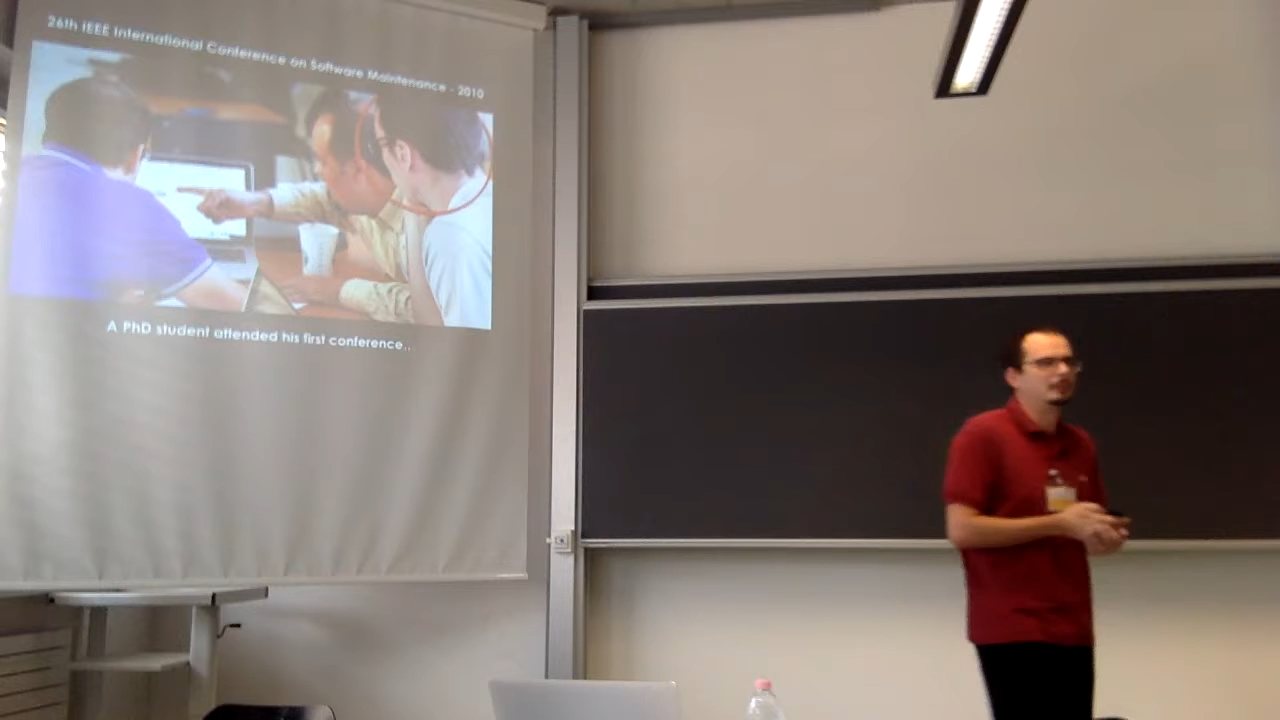 26th IEEE International Conference on Software Maintenance - 2010
A PhD student attended his first conference..